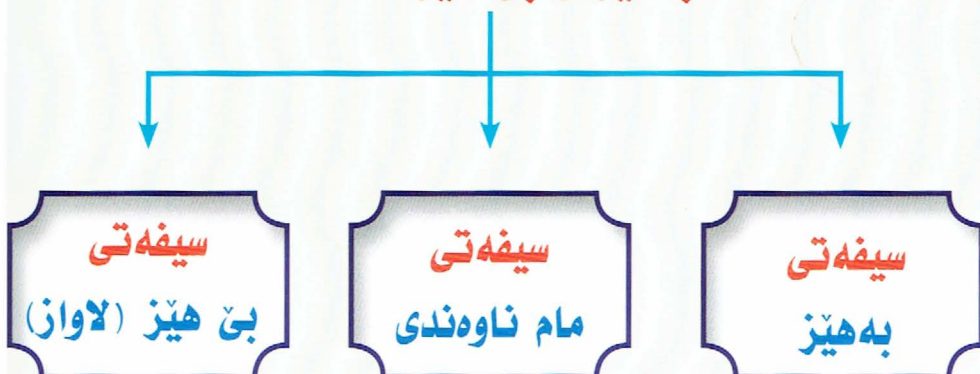 سیفەتی
بەهێز
سیفەتی
مام ناوەندی
سیفەتی
بێ هێز (لاواز)